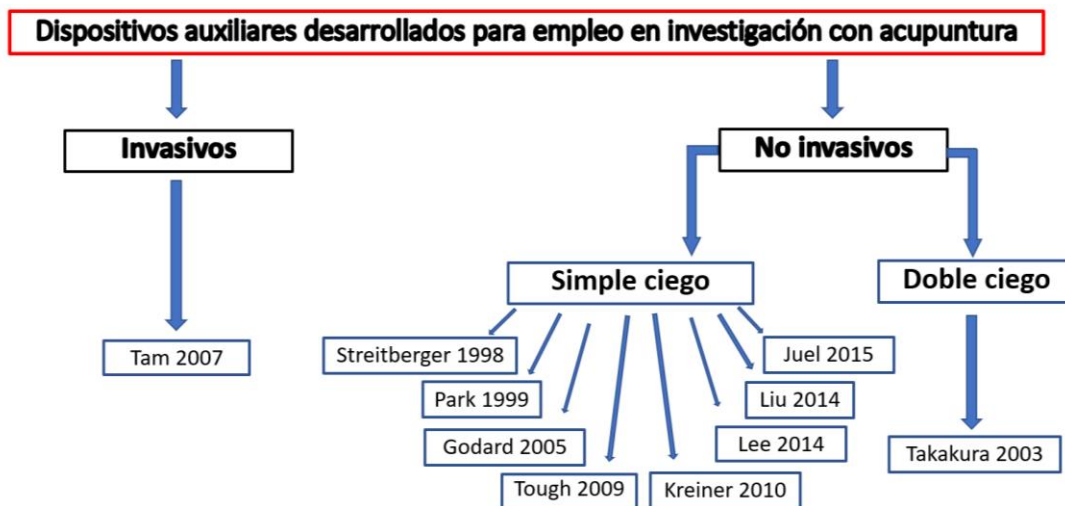 Dispositivos auxiliares desarrollados para empleo en investigación con acupuntura
Invasivos
No invasivos
Simple ciego
Doble ciego
Tam 2007
Streitberger 1998
Park 1999
Godard 2005
Tough 2009
Kreiner 2010
Lee 2014
Liu 2014
Juel 2015
Takakura 2003